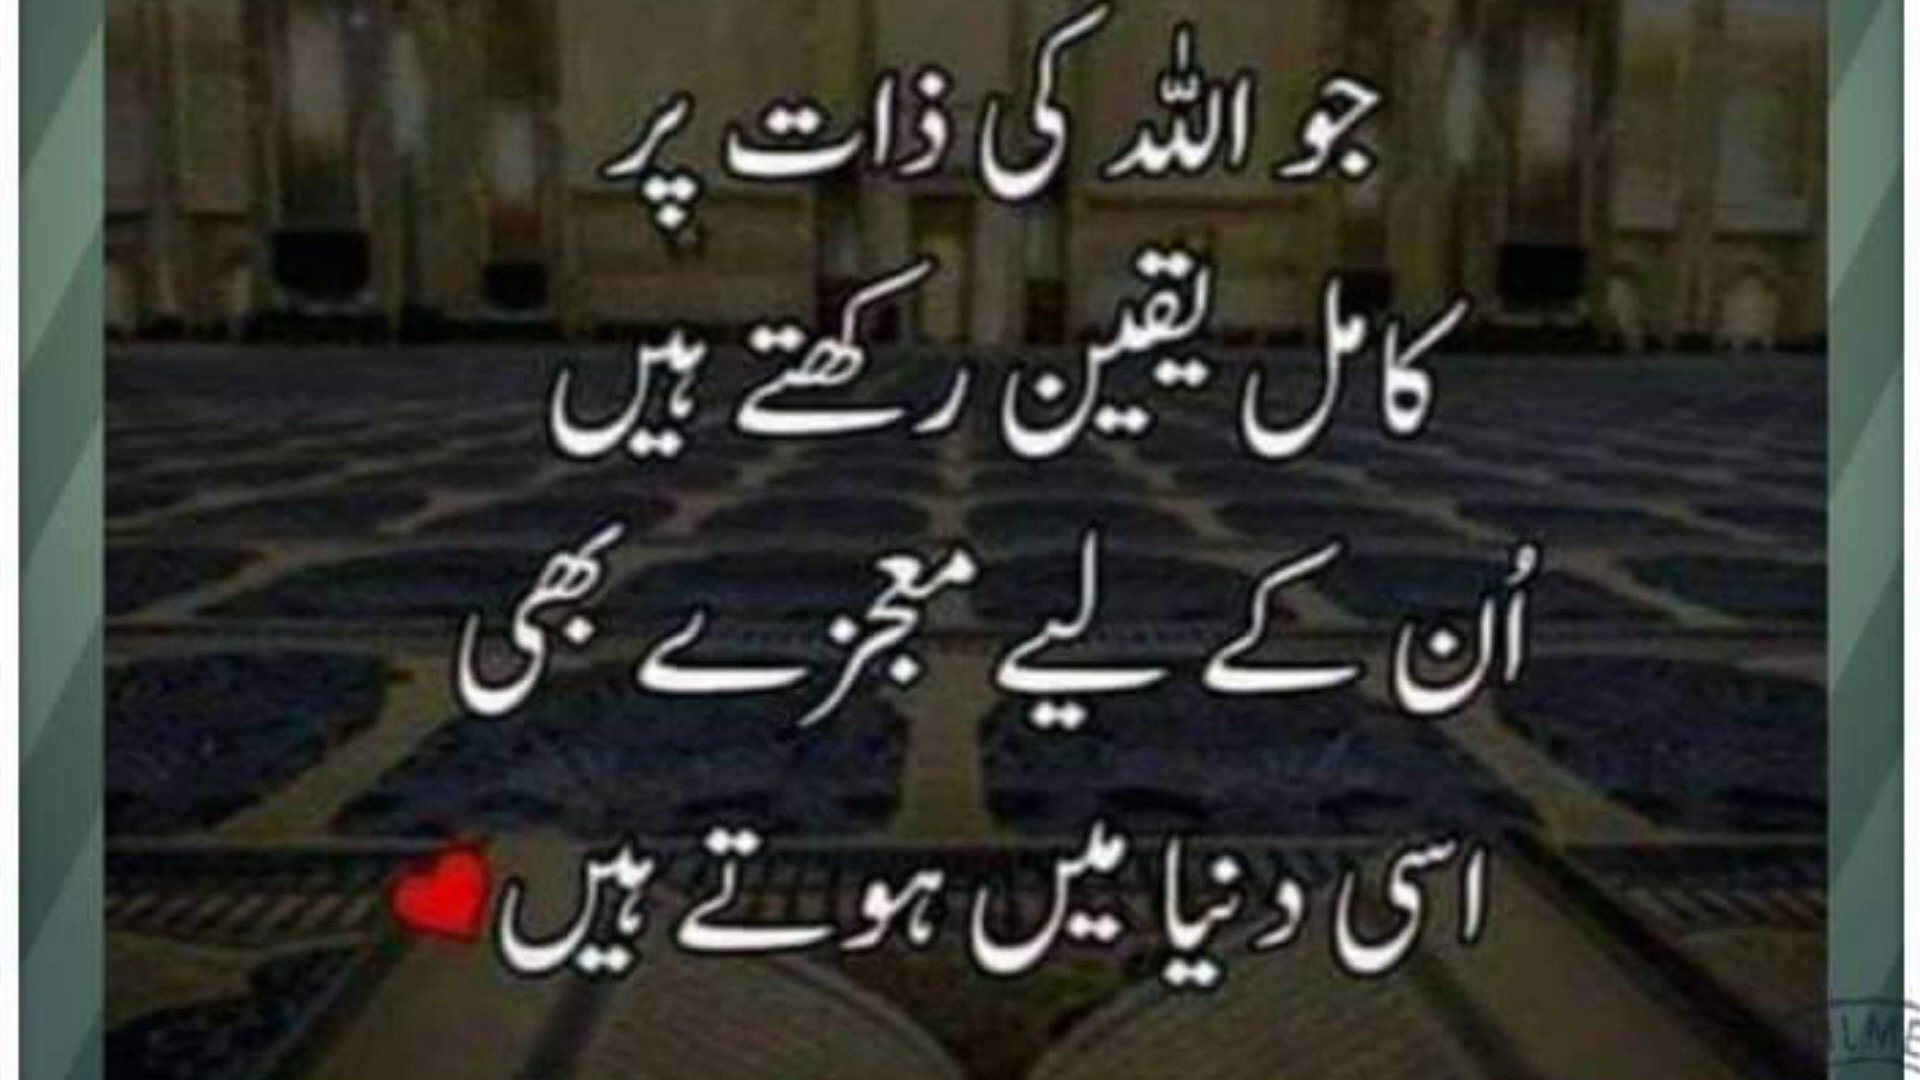 جو اللہ کی ذات پر
کامل یقین رکھتے ہیں
اُن کے لیے معجزے بھی
اسی دنیا میں ہوتے ہیں